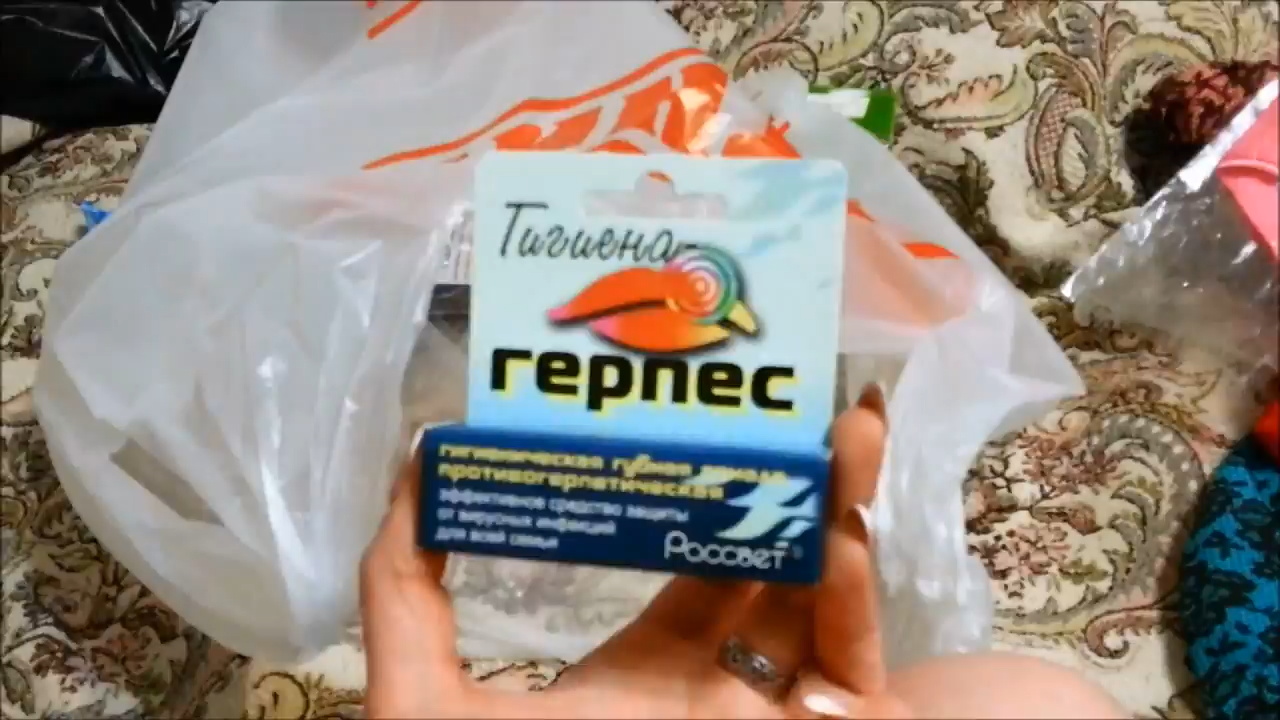 Гигиена
герпес
гигиеническая губная помада
противогерпетическая
эффективное средство защиты
от вирусных инфекций
для всей семьи
Россвет